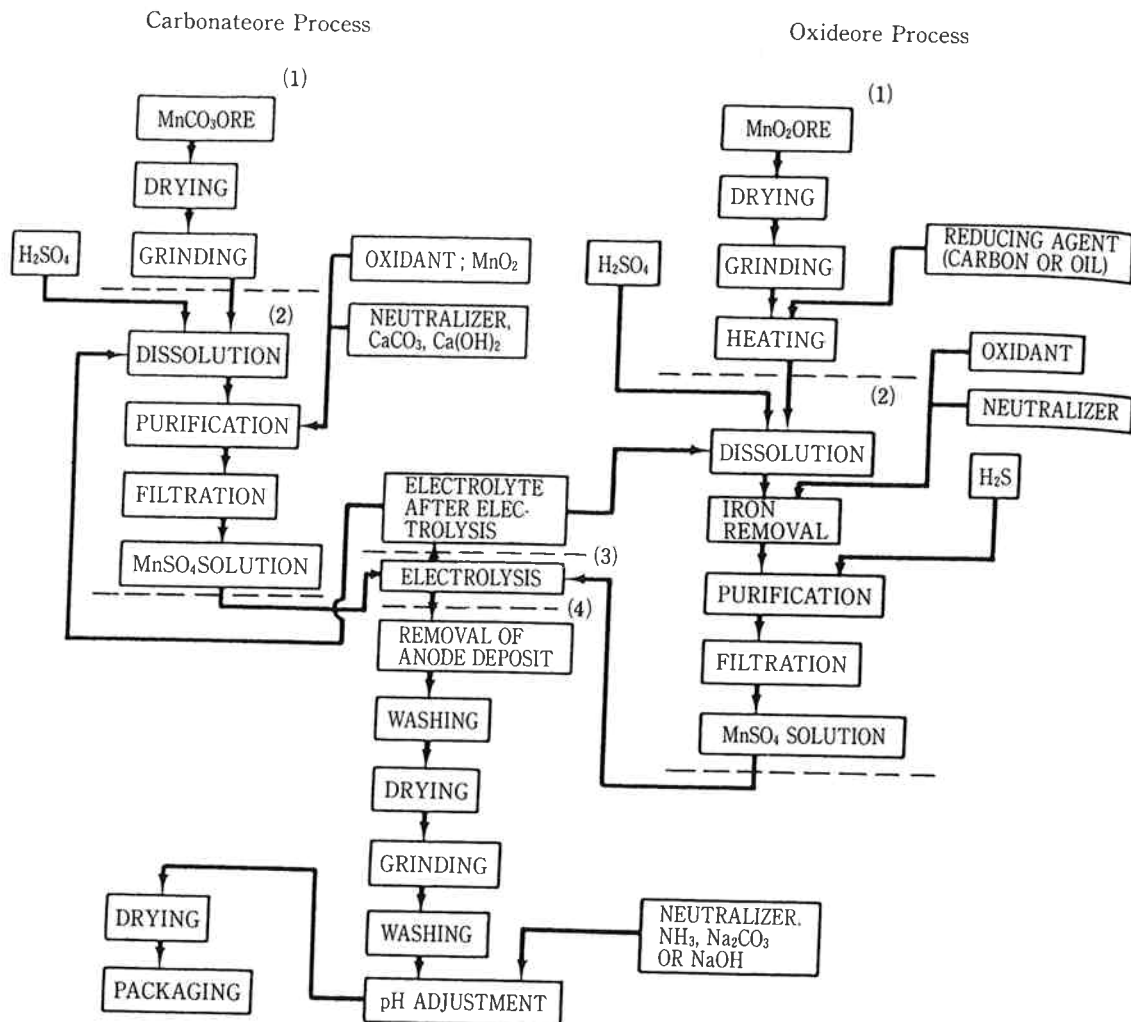 Carbonateore Process
(1)
MnCO₃ORE
DRYING
H₂SO₄
GRINDING
OXIDANT ; MnO₂
(2)
NEUTRALIZER,
CaCO₃, Ca(OH)₂
DISSOLUTION
PURIFICATION
FILTRATION
MnSO₄SOLUTION
Oxideore Process
(1)
MnO₂ORE
DRYING
H₂SO₄
GRINDING
REDUCING AGENT
(CARBON OR OIL)
HEATING
OXIDANT
(2)
NEUTRALIZER
DISSOLUTION
H₂S
IRON
REMOVAL
PURIFICATION
FILTRATION
MnSO₄ SOLUTION
ELECTROLYTE
AFTER ELEC-
TROLYSIS
(3)
ELECTROLYSIS
(4)
REMOVAL OF
ANODE DEPOSIT
WASHING
DRYING
GRINDING
WASHING
NEUTRALIZER.
NH₃, Na₂CO₃
OR NaOH
pH ADJUSTMENT
DRYING
PACKAGING